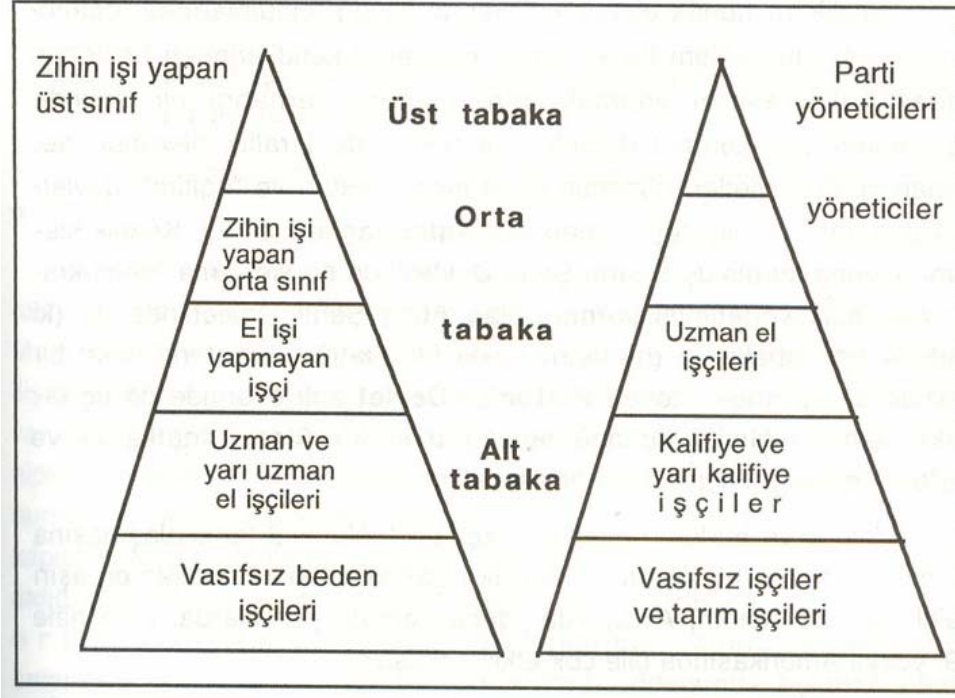 Zihin işi yapan
üst sınıf
Zihin işi
yapan
orta sınıf
El işi
yapmayan
işçi
Uzman ve
yarı uzman
el işçileri
Vasıfsız beden
işçileri
Üst tabaka
Orta
tabaka
Alt
tabaka
Parti
yöneticileri
yöneticiler
Uzman el
işçileri
Kalifiye ve
yarı kalifiye
işçiler
Vasıfsız işçiler
ve tarım işçileri